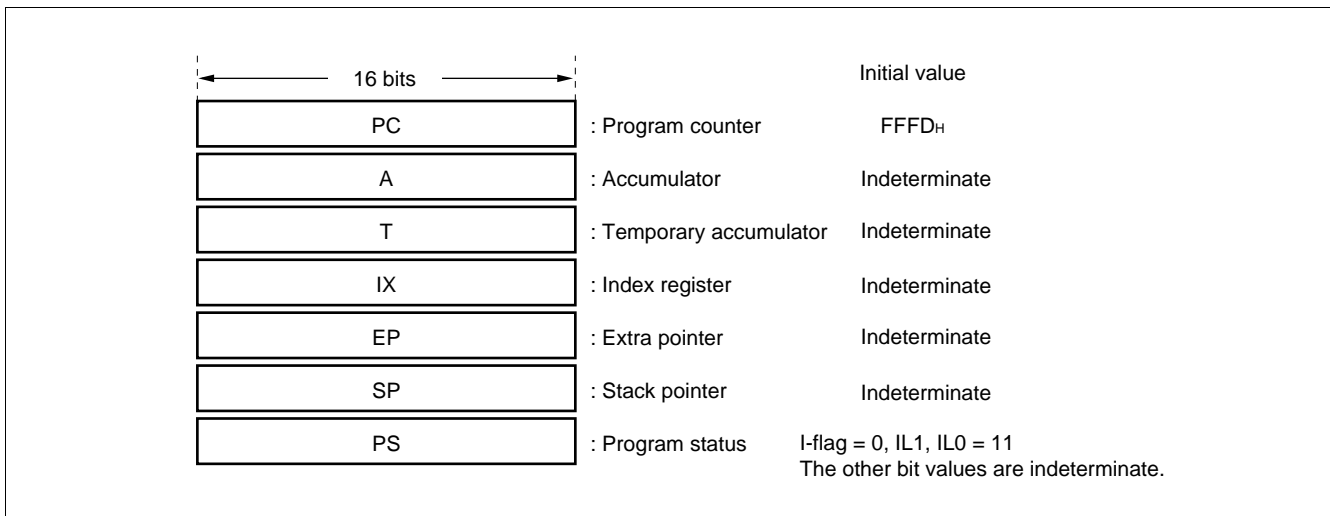 16 bits Initial value
PC : Program counter FFFDH
A : Accumulator Indeterminate
T : Temporary accumulator Indeterminate
IX : Index register Indeterminate
EP : Extra pointer Indeterminate
SP : Stack pointer Indeterminate
PS : Program status I-flag = 0, IL1, IL0 = 11
The other bit values are indeterminate.